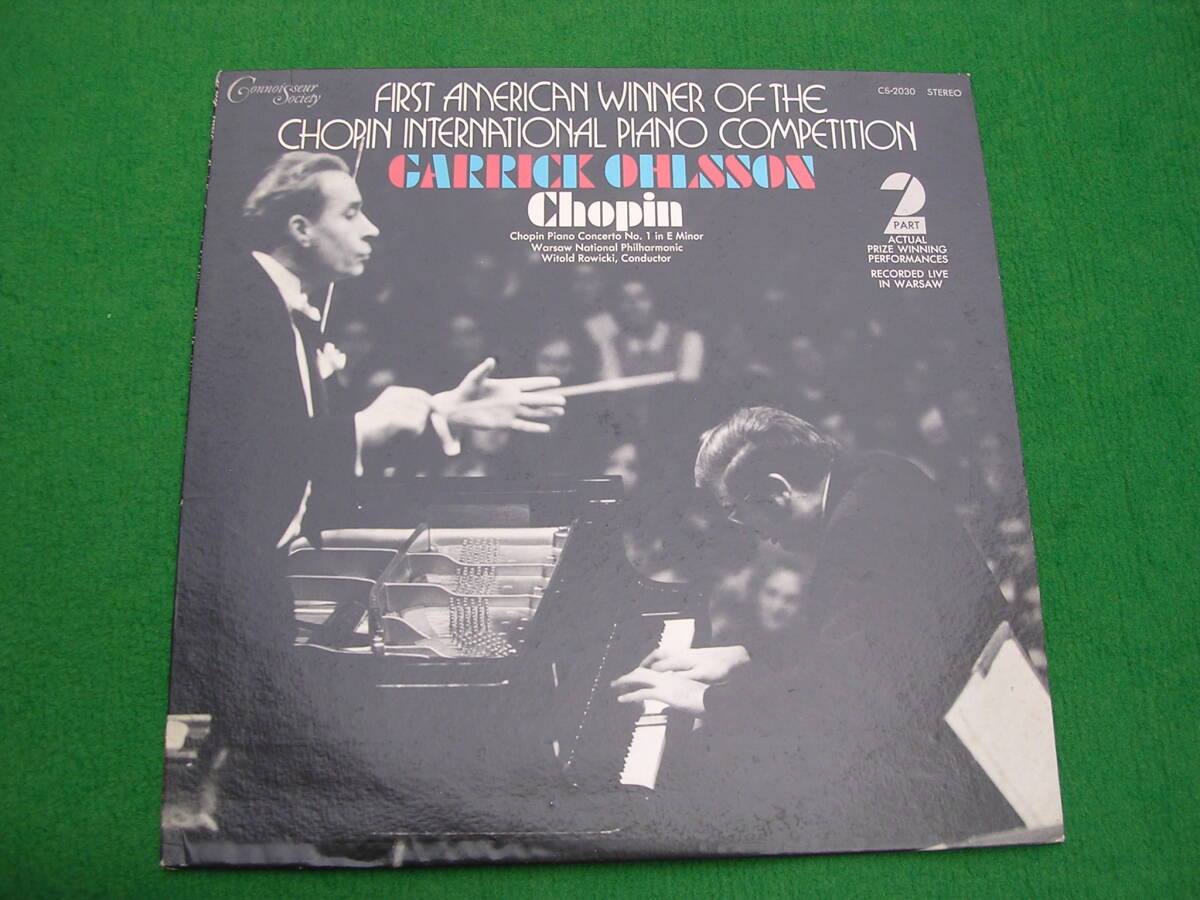 Connoisseur
Society
FIRST AMERICAN WINNER OF THE
CHOPIN INTERNATIONAL PIANO COMPETITION
GARRICK OHLSSON
Chopin
Chopin Piano Concerto No. 1 in E Minor
Warsaw National Philharmonic
Witold Rowicki, Conductor
CS-2030 STEREO
2
PART
ACTUAL
PRIZE WINNING
PERFORMANCES
RECORDED LIVE
IN WARSAW